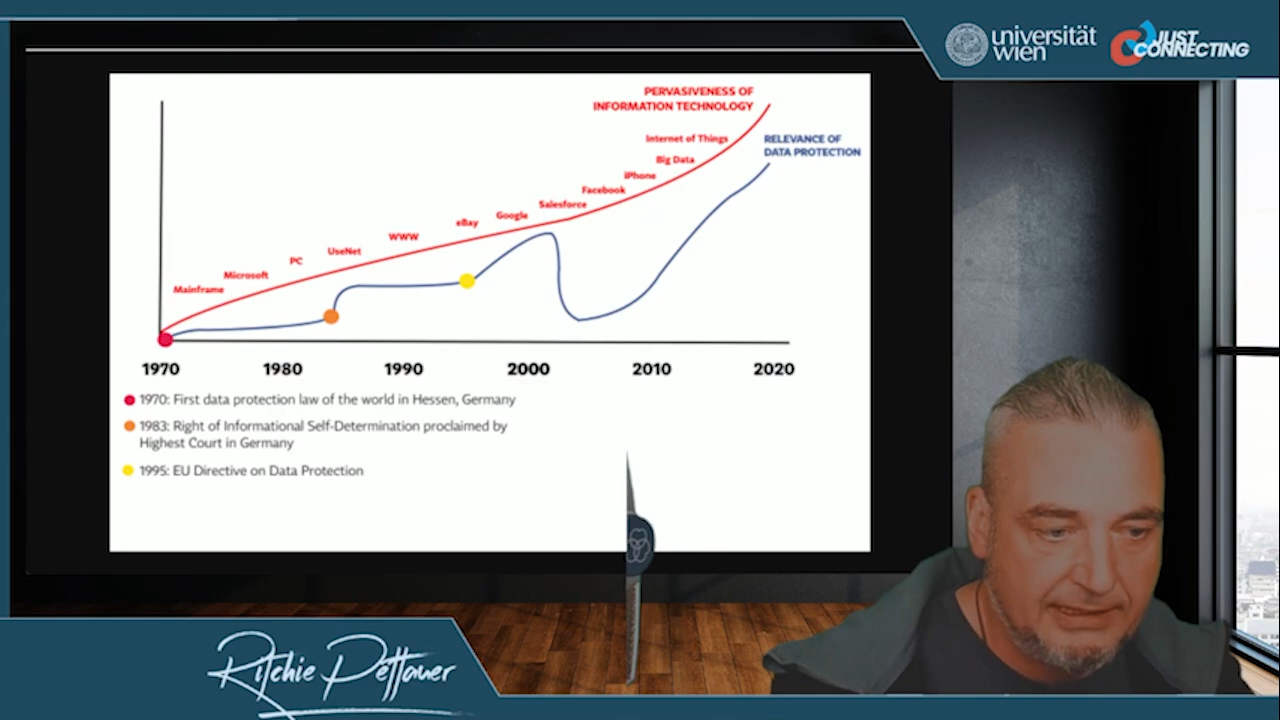 universität
wien
JUST
CONNECTING
PERVASIVENESS OF
INFORMATION TECHNOLOGY
RELEVANCE OF
DATA PROTECTION
Internet of Things
Big Data
iPhone
Facebook
Salesforce
Google
eBay
WWW
UseNet
PC
Microsoft
Mainframe
1970 1980 1990 2000 2010 2020
1970: First data protection law of the world in Hessen, Germany
1983: Right of Informational Self-Determination proclaimed by
Highest Court in Germany
1995: EU Directive on Data Protection
Ritchie Pettauer